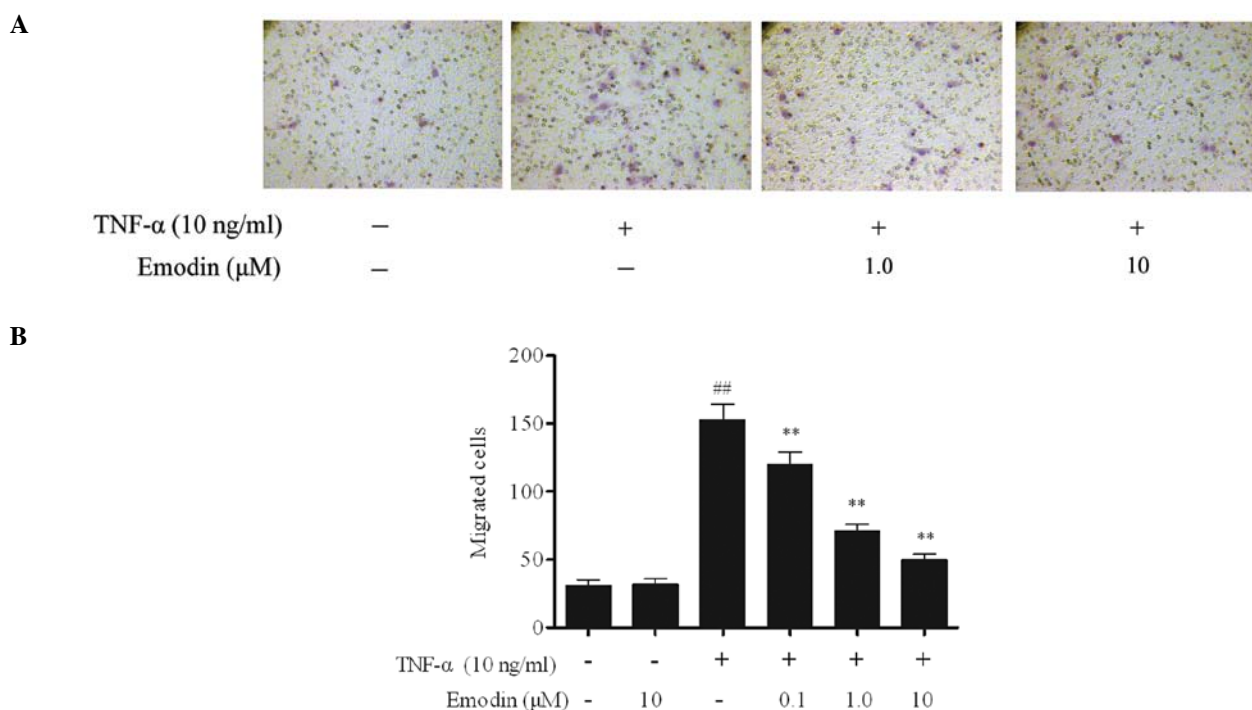 A
TNF-α (10 ng/ml) – + + +
Emodin (μM) – – 1.0 10
B
200
##
150
**
100
**
**
50
0
Migrated cells
TNF-α (10 ng/ml) - - + + + +
Emodin (μM) - 10 - 0.1 1.0 10